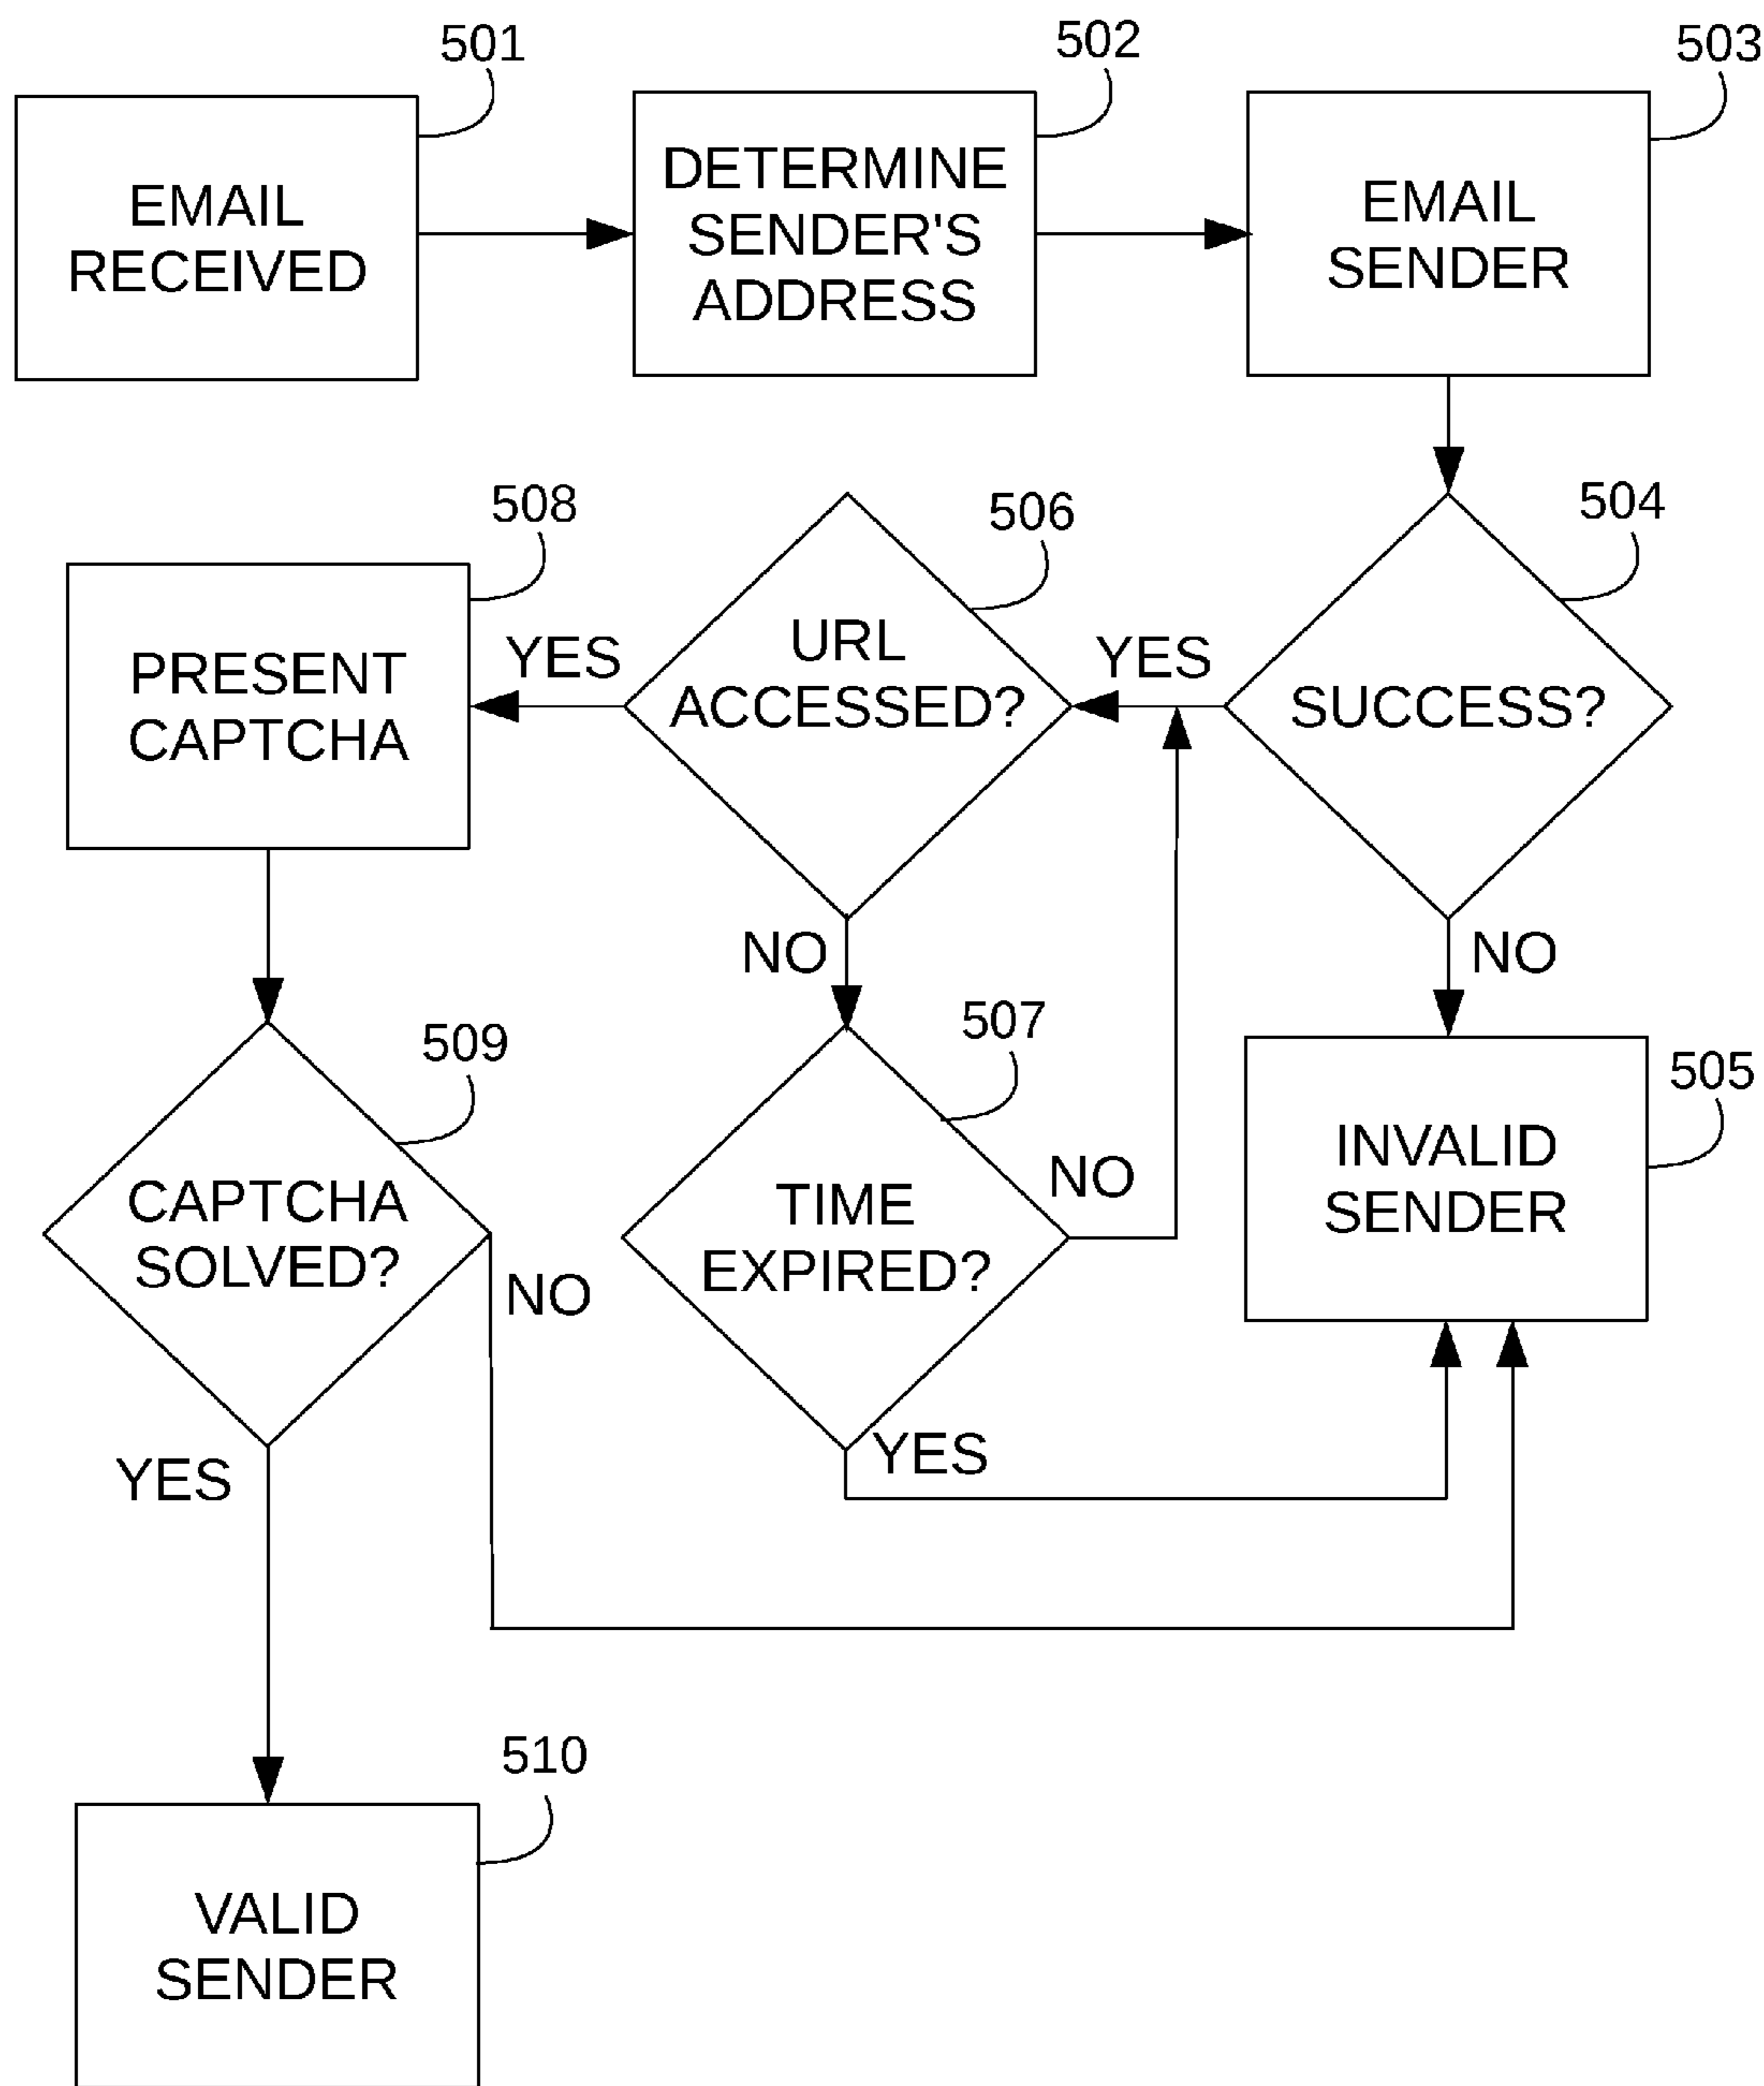 501
502
503
EMAIL
RECEIVED
DETERMINE
SENDER'S
ADDRESS
EMAIL
SENDER
508
506
504
PRESENT
CAPTCHA
YES
URL
ACCESSED?
YES
SUCCESS?
NO
NO
509
507
505
CAPTCHA
SOLVED?
NO
TIME
EXPIRED?
NO
INVALID
SENDER
YES
YES
510
VALID
SENDER